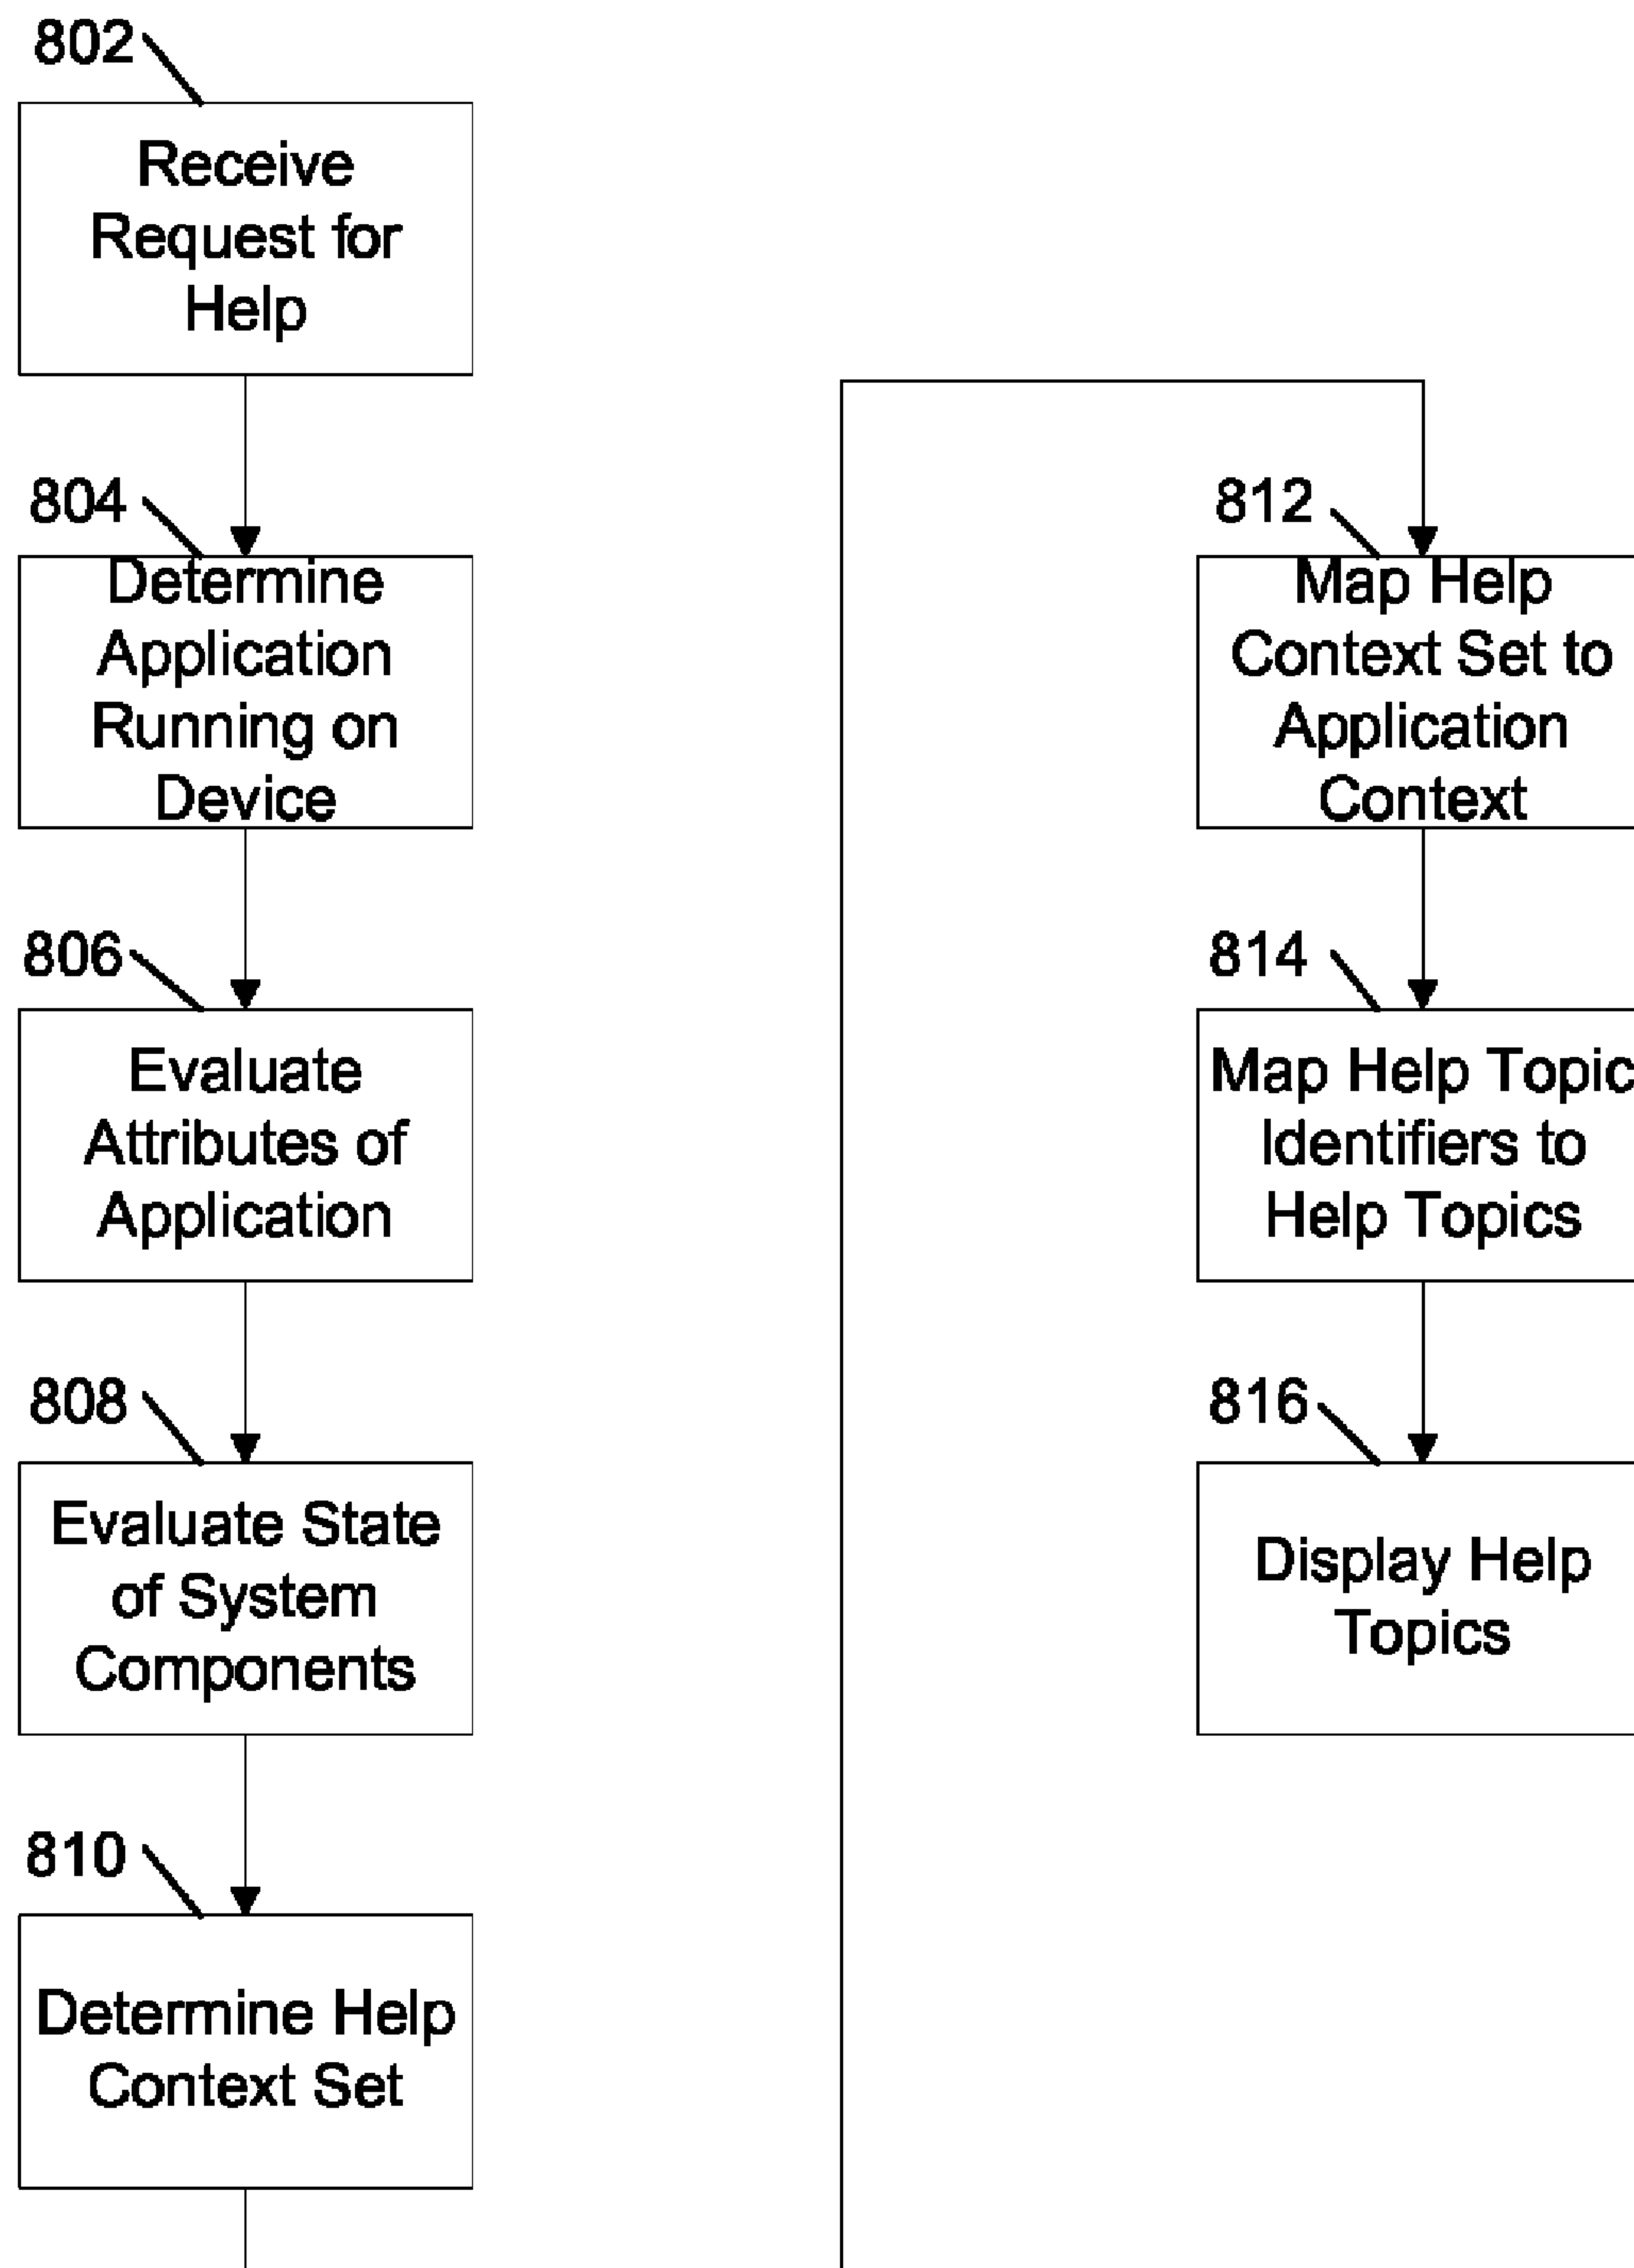 802
Receive
Request for
Help
804
Determine
Application
Running on
Device
806
Evaluate
Attributes of
Application
808
Evaluate State
of System
Components
810
Determine Help
Context Set
812
Map Help
Context Set to
Application
Context
814
Map Help Topic
Identifiers to
Help Topics
816
Display Help
Topics